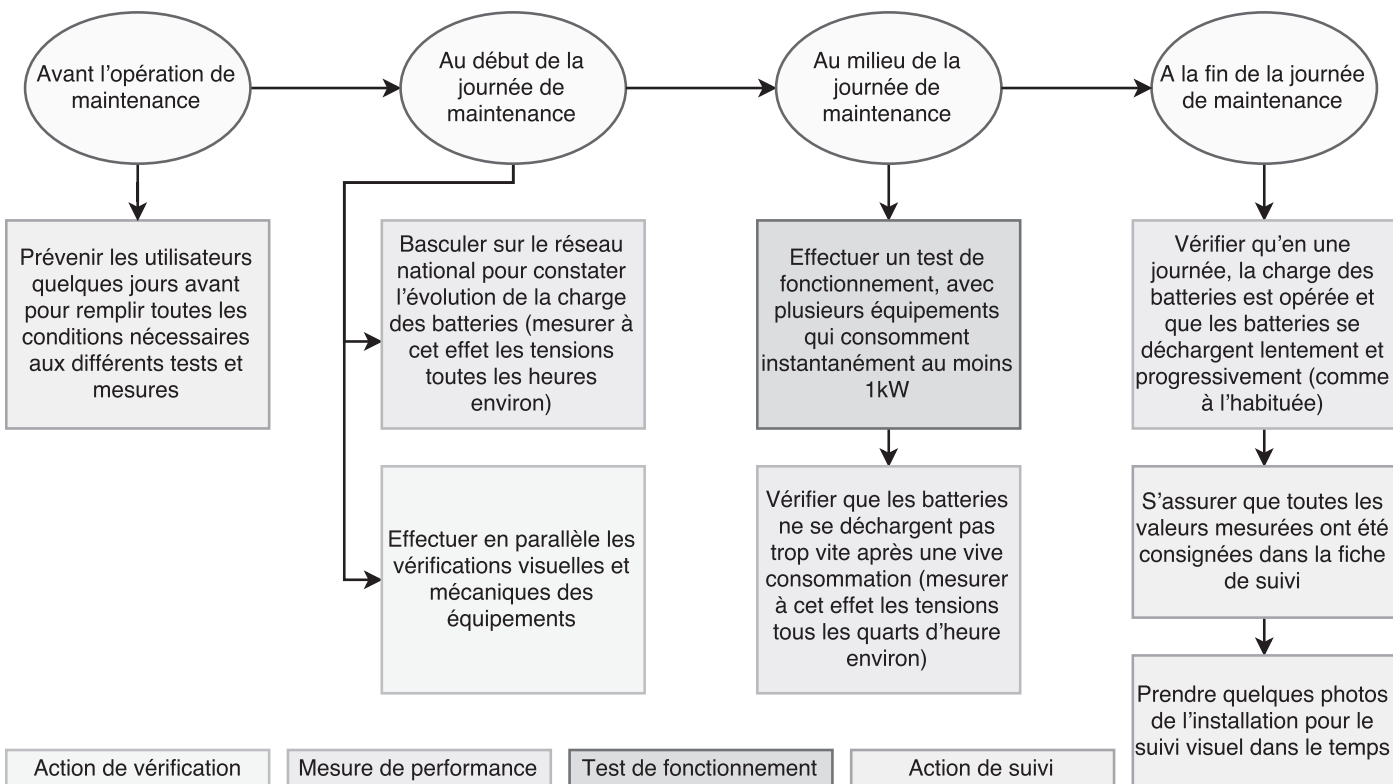 Avant l'opération de
maintenance
Au début de la
journée de
maintenance
Au milieu de la
journée de
maintenance
A la fin de la journée
de maintenance
Prévenir les utilisateurs
quelques jours avant
pour remplir toutes les
conditions nécessaires
aux différents tests et
mesures
Basculer sur le réseau
national pour constater
l'évolution de la charge
des batteries (mesurer à
cet effet les tensions
toutes les heures
environ)
Effectuer en parallèle les
vérifications visuelles et
mécaniques des
équipements
Effectuer un test de
fonctionnement, avec
plusieurs équipements
qui consomment
instantanément au moins
1kW
Vérifier que les batteries
ne se déchargent pas
trop vite après une vive
consommation (mesurer
à cet effet les tensions
tous les quarts d'heure
environ)
Vérifier qu'en une
journée, la charge des
batteries est opérée et
que les batteries se
déchargent lentement et
progressivement (comme
à l'habituée)
S'assurer que toutes les
valeurs mesurées ont été
consignées dans la fiche
de suivi
Prendre quelques photos
de l'installation pour le
suivi visuel dans le temps
Action de vérification
Mesure de performance
Test de fonctionnement
Action de suivi